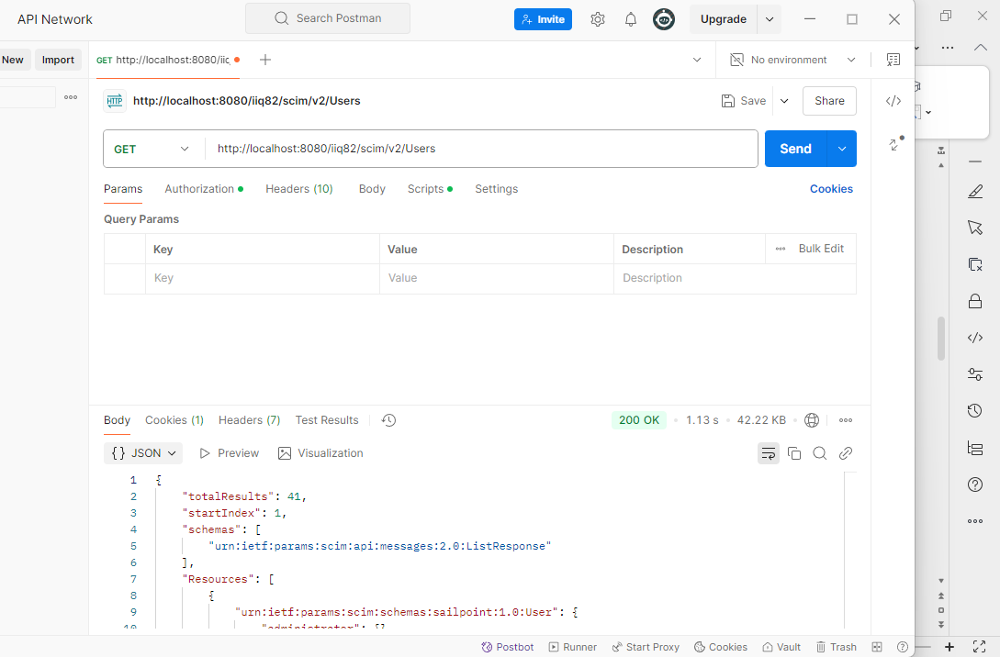 API Network
Search Postman
Invite
Upgrade
New
Import
GET http://localhost:8080/iic
No environment
HTTP
http://localhost:8080/iiq82/scim/v2/Users
Save
Share
GET
http://localhost:8080/iiq82/scim/v2/Users
Send
Params
Authorization
Headers (10)
Body
Scripts
Settings
Cookies
Query Params
Key
Value
Description
Bulk Edit
Key
Value
Description
Body
Cookies (1)
Headers (7)
Test Results
200 OK
1.13 s
42.22 KB
{} JSON
Preview
Visualization
1 {
2 "totalResults": 41,
3 "startIndex": 1,
4 "schemas": [
5 "urn:ietf:params:scim:api:messages:2.0:ListResponse"
6 ],
7 "Resources": [
8 {
9 "urn:ietf:params:scim:schemas:sailpoint:1.0:User": {
10 "administrator": {}
Postbot
Runner
Start Proxy
Cookies
Vault
Trash